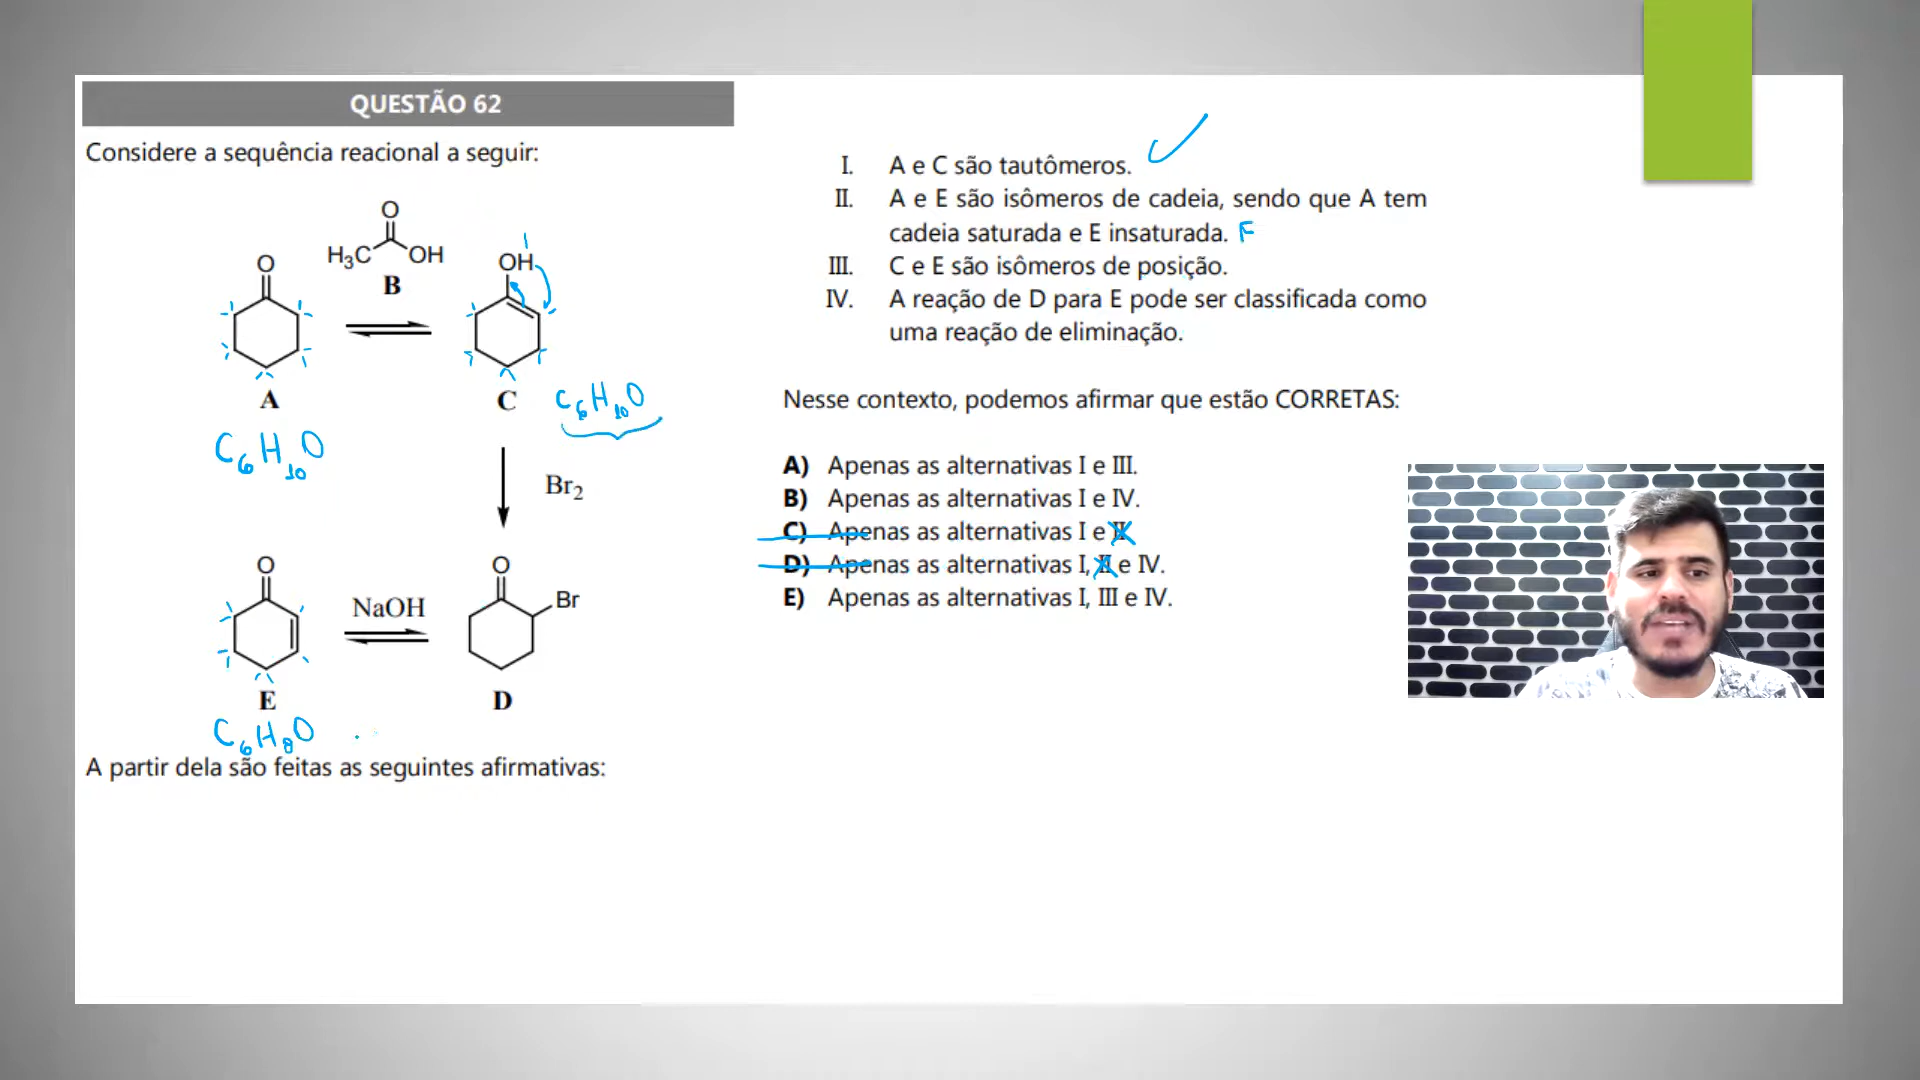 QUESTÃO 62
Considere a sequência reacional a seguir:
O
H3C OH
B
O
A
C6H10O
OH
C
C6H10O
Br2
O
NaOH
E
C6H8O
O
Br
D
A partir dela são feitas as seguintes afirmativas:
I. A e C são tautômeros.
II. A e E são isômeros de cadeia, sendo que A tem
cadeia saturada e E insaturada. F
III. C e E são isômeros de posição.
IV. A reação de D para E pode ser classificada como
uma reação de eliminação.
Nesse contexto, podemos afirmar que estão CORRETAS:
A) Apenas as alternativas I e III.
B) Apenas as alternativas I e IV.
C) Apenas as alternativas I e II
D) Apenas as alternativas I, II e IV.
E) Apenas as alternativas I, III e IV.